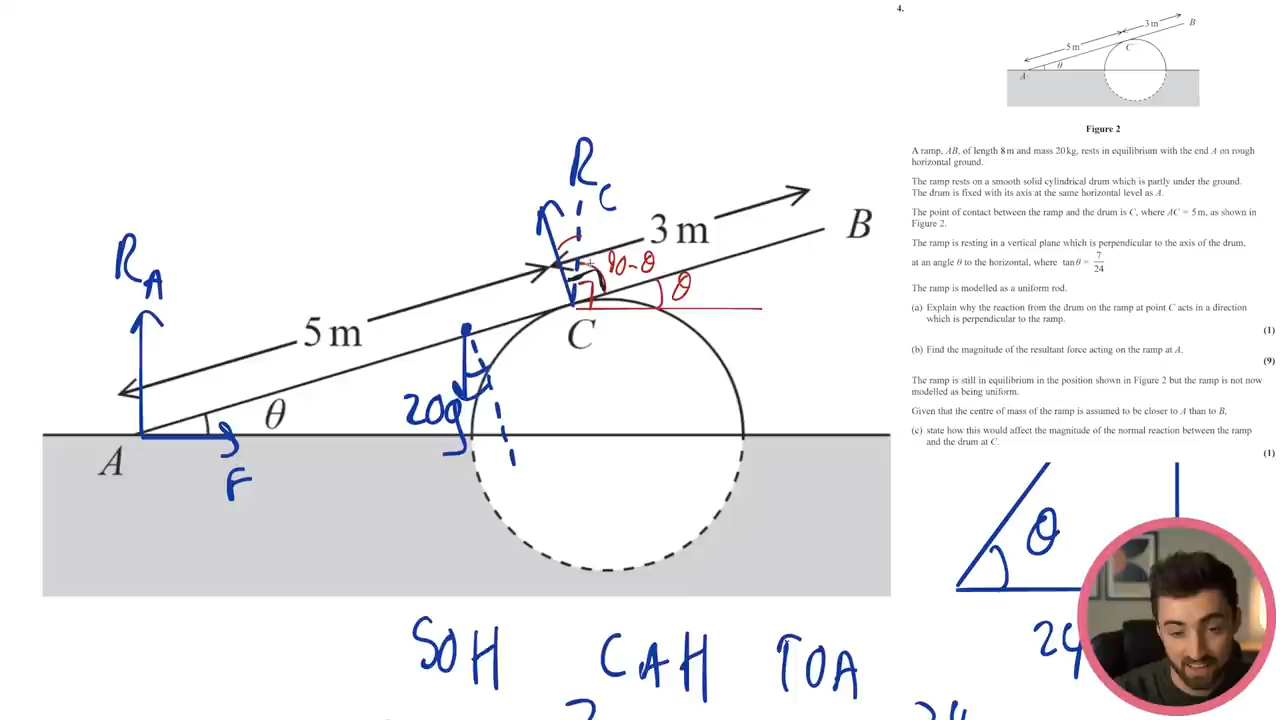 4.
3 m
B
5 m
C
θ
A
Figure 2
A ramp, AB, of length 8 m and mass 20 kg, rests in equilibrium with the end A on rough
horizontal ground.
The ramp rests on a smooth solid cylindrical drum which is partly under the ground.
The drum is fixed with its axis at the same horizontal level as A.
The point of contact between the ramp and the drum is C, where AC = 5 m, as shown in
Figure 2.
The ramp is resting in a vertical plane which is perpendicular to the axis of the drum,
at an angle θ to the horizontal, where tan θ = 7/24
The ramp is modelled as a uniform rod.
(a) Explain why the reaction from the drum on the ramp at point C acts in a direction
which is perpendicular to the ramp.
(1)
(b) Find the magnitude of the resultant force acting on the ramp at A.
(9)
The ramp is still in equilibrium in the position shown in Figure 2 but the ramp is not now
modelled as being uniform.
Given that the centre of mass of the ramp is assumed to be closer to A than to B,
(c) state how this would affect the magnitude of the normal reaction between the ramp
and the drum at C.
(1)
R_C
3 m
B
R_A
90-θ
θ
5 m
C
20g
θ
A
F
θ
24
SOH CAH TOA
24